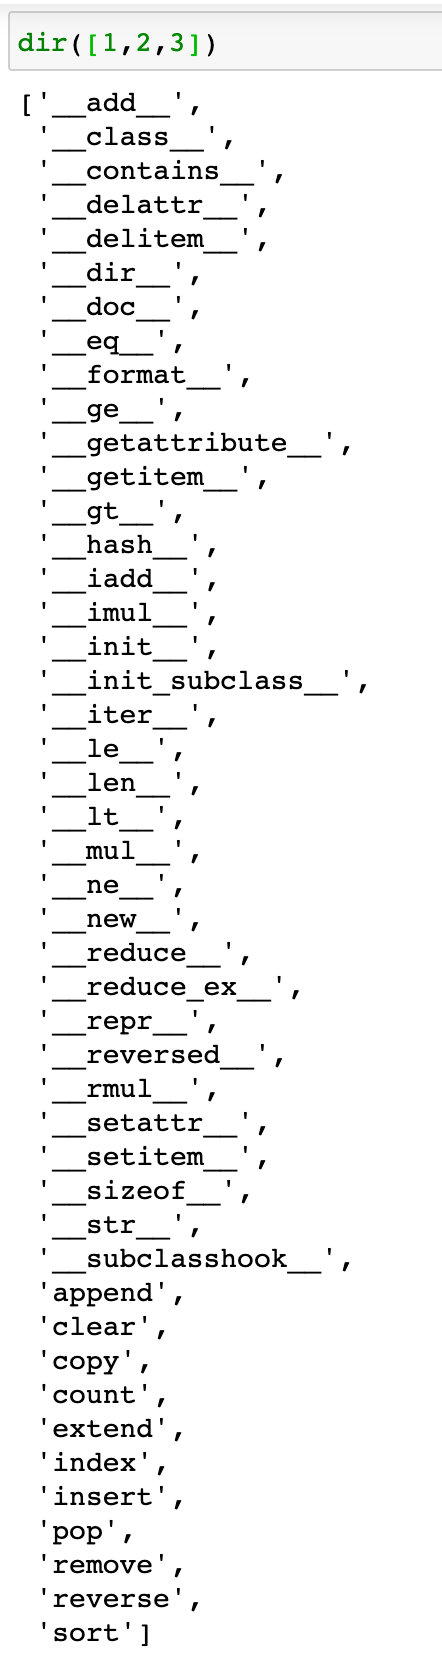 dir([1,2,3])
['__add__',
'__class__',
'__contains__',
'__delattr__',
'__delitem__',
'__dir__',
'__doc__',
'__eq__',
'__format__',
'__ge__',
'__getattribute__',
'__getitem__',
'__gt__',
'__hash__',
'__iadd__',
'__imul__',
'__init__',
'__init_subclass__',
'__iter__',
'__le__',
'__len__',
'__lt__',
'__mul__',
'__ne__',
'__new__',
'__reduce__',
'__reduce_ex__',
'__repr__',
'__reversed__',
'__rmul__',
'__setattr__',
'__setitem__',
'__sizeof__',
'__str__',
'__subclasshook__',
'append',
'clear',
'copy',
'count',
'extend',
'index',
'insert',
'pop',
'remove',
'reverse',
'sort']